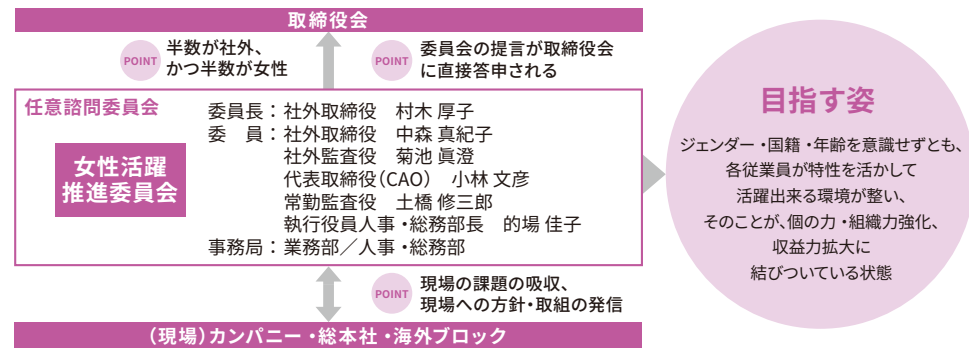 取締役会
POINT
半数が社外、
かつ半数が女性
POINT
委員会の提言が取締役会
に直接答申される
任意諮問委員会
女性活躍
推進委員会
委員長：社外取締役　村木 厚子
委　員：社外取締役　中森 真紀子
社外監査役　菊池 眞澄
代表取締役（CAO）　小林 文彦
常勤監査役　土橋 修三郎
執行役員人事・総務部長　的場 佳子
事務局：業務部／人事・総務部
POINT
現場の課題の吸収、
現場への方針・取組の発信
（現場）カンパニー・総本社・海外ブロック
目指す姿
ジェンダー・国籍・年齢を意識せずとも、
各従業員が特性を活かして
活躍出来る環境が整い、
そのことが、個の力・組織力強化、
収益力拡大に
結びついている状態